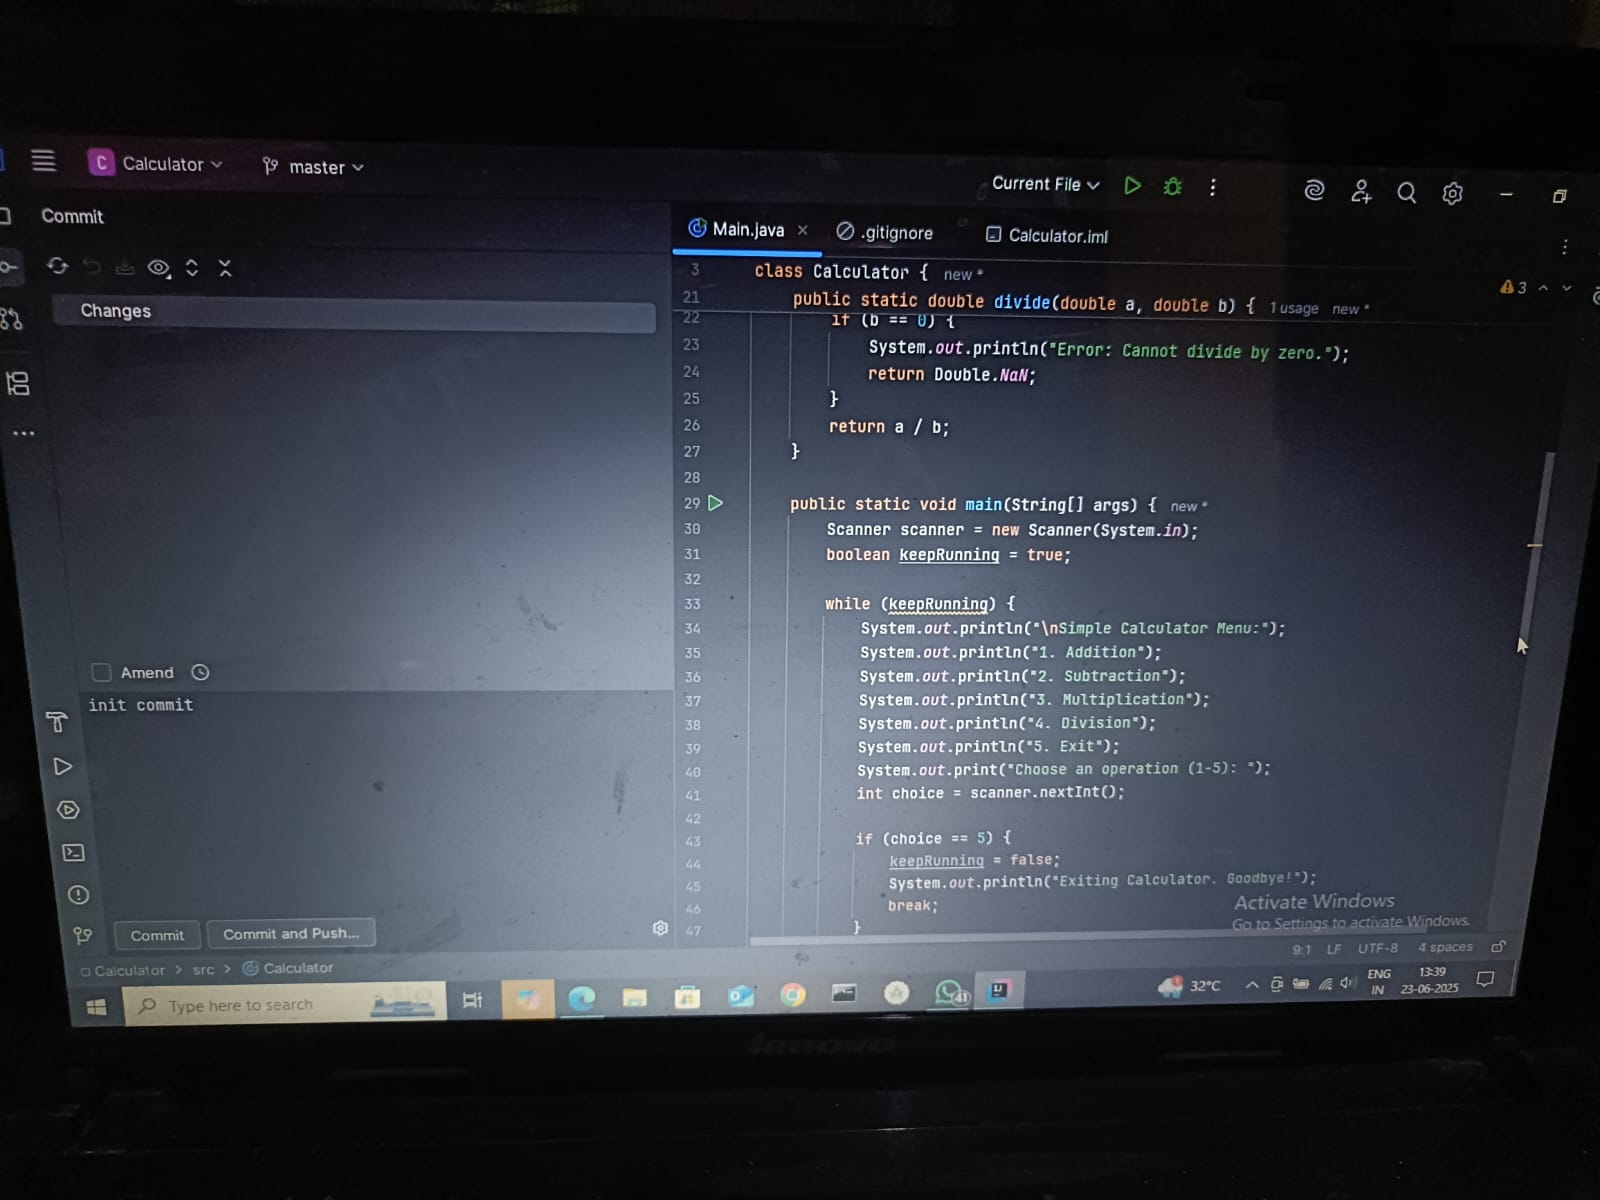 C Calculator master
Current File
Commit
Main.java .gitignore Calculator.iml
Changes
3 class Calculator { new *
21 public static double divide(double a, double b) { 1 usage new *
22 if (b == 0) {
23 System.out.println("Error: Cannot divide by zero.");
24 return Double.NaN;
25 }
26 return a / b;
27 }
28
29 public static void main(String[] args) { new *
30 Scanner scanner = new Scanner(System.in);
31 boolean keepRunning = true;
32
33 while (keepRunning) {
34 System.out.println("\nSimple Calculator Menu:");
35 System.out.println("1. Addition");
36 System.out.println("2. Subtraction");
37 System.out.println("3. Multiplication");
38 System.out.println("4. Division");
39 System.out.println("5. Exit");
40 System.out.print("Choose an operation (1-5): ");
41 int choice = scanner.nextInt();
42
43 if (choice == 5) {
44 keepRunning = false;
45 System.out.println("Exiting Calculator. Goodbye!");
46 break;
47 }
3
Amend
init commit
Commit Commit and Push...
Activate Windows
Go to Settings to activate Windows.
9:1 LF UTF-8 4 spaces
Calculator > src > Calculator
Type here to search
41
32°C
ENG
IN
13:39
23-06-2025
lenovo